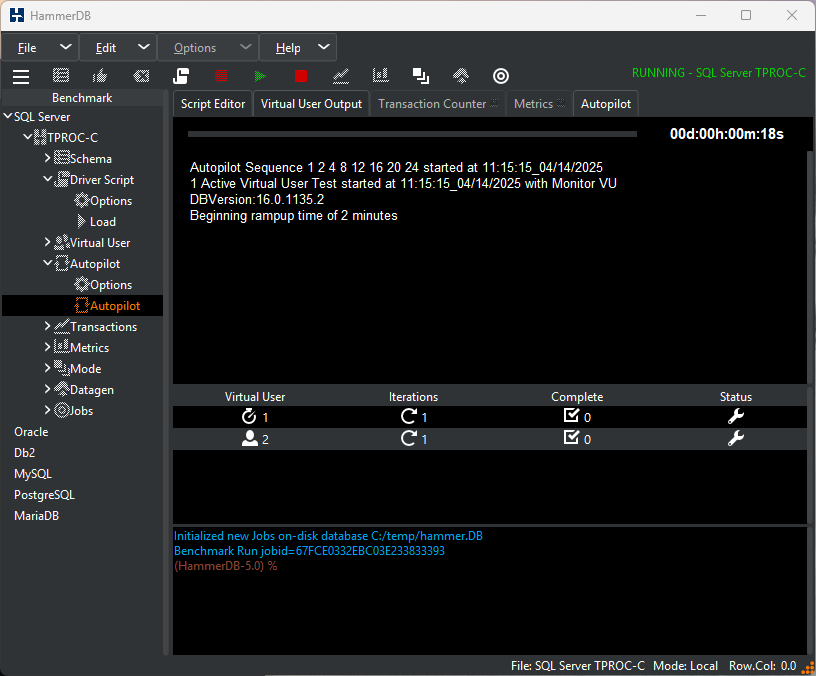 HammerDB
File Edit Options Help
RUNNING - SQL Server TPROC-C
Benchmark
SQL Server
TPROC-C
Schema
Driver Script
Options
Load
Virtual User
Autopilot
Options
Autopilot
Transactions
Metrics
Mode
Datagen
Jobs
Oracle
Db2
MySQL
PostgreSQL
MariaDB
Script Editor Virtual User Output Transaction Counter Metrics Autopilot
00d:00h:00m:18s
Autopilot Sequence 1 2 4 8 12 16 20 24 started at 11:15:15_04/14/2025
1 Active Virtual User Test started at 11:15:15_04/14/2025 with Monitor VU
DBVersion:16.0.1135.2
Beginning rampup time of 2 minutes
Virtual User Iterations Complete Status
1 1 0
2 1 0
Initialized new Jobs on-disk database C:/temp/hammer.DB
Benchmark Run jobid=67FCE0332EBC03E233833393
(HammerDB-5.0) %
File: SQL Server TPROC-C Mode: Local Row.Col: 0.0